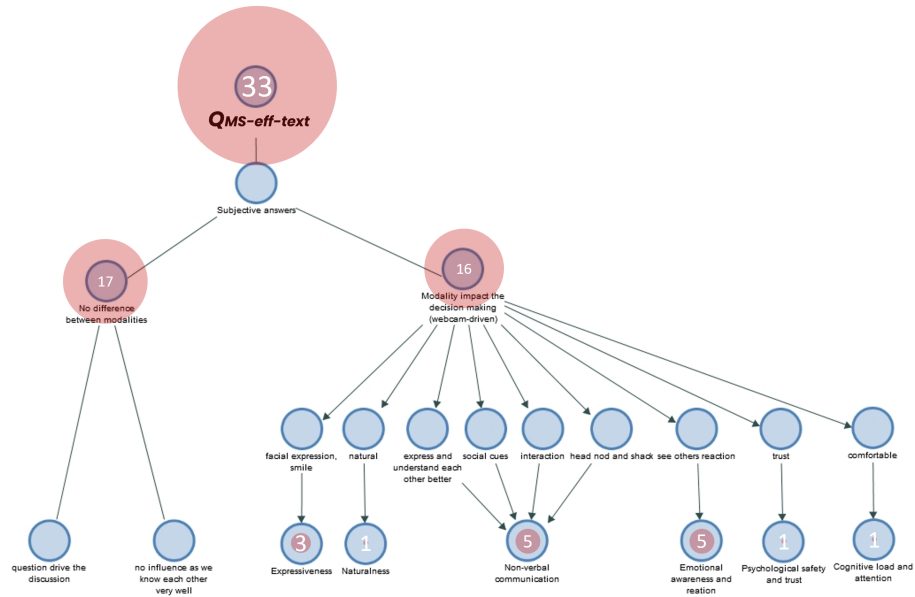 33
QMS-eff-text
Subjective answers
17
No difference
between modalities
16
Modality impact the
decision making
(webcam-driven)
facial expression,
smile
natural
express and
understand each
other better
social cues
interaction
head nod and shack
see others reaction
trust
comfortable
question drive the
discussion
no influence as we
know each other
very well
3
Expressiveness
1
Naturalness
5
Non-verbal
communication
5
Emotional
awareness and
reation
1
Psychological safety
and trust
1
Cognitive load and
attention